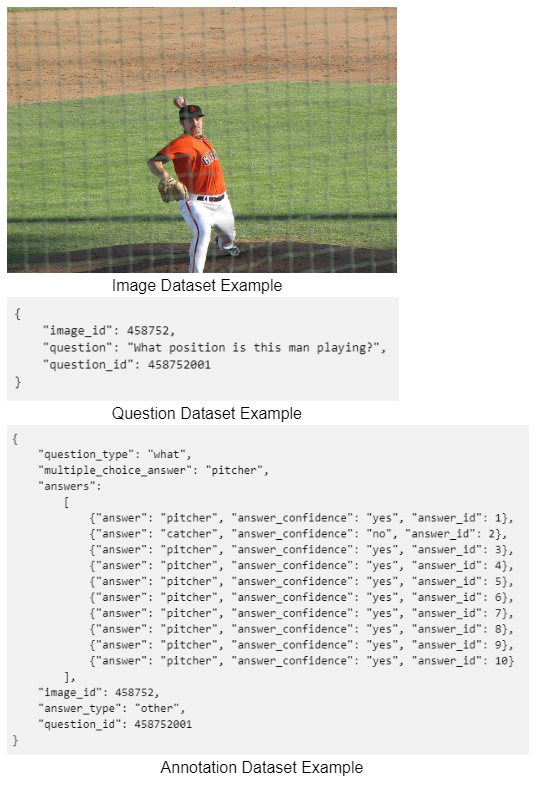 Image Dataset Example
{
    "image_id": 458752,
    "question": "What position is this man playing?",
    "question_id": 458752001
}
Question Dataset Example
{
    "question_type": "what",
    "multiple_choice_answer": "pitcher",
    "answers":
        [
            {"answer": "pitcher", "answer_confidence": "yes", "answer_id": 1},
            {"answer": "catcher", "answer_confidence": "no", "answer_id": 2},
            {"answer": "pitcher", "answer_confidence": "yes", "answer_id": 3},
            {"answer": "pitcher", "answer_confidence": "yes", "answer_id": 4},
            {"answer": "pitcher", "answer_confidence": "yes", "answer_id": 5},
            {"answer": "pitcher", "answer_confidence": "yes", "answer_id": 6},
            {"answer": "pitcher", "answer_confidence": "yes", "answer_id": 7},
            {"answer": "pitcher", "answer_confidence": "yes", "answer_id": 8},
            {"answer": "pitcher", "answer_confidence": "yes", "answer_id": 9},
            {"answer": "pitcher", "answer_confidence": "yes", "answer_id": 10}
        ],
    "image_id": 458752,
    "answer_type": "other",
    "question_id": 458752001
}
Annotation Dataset Example